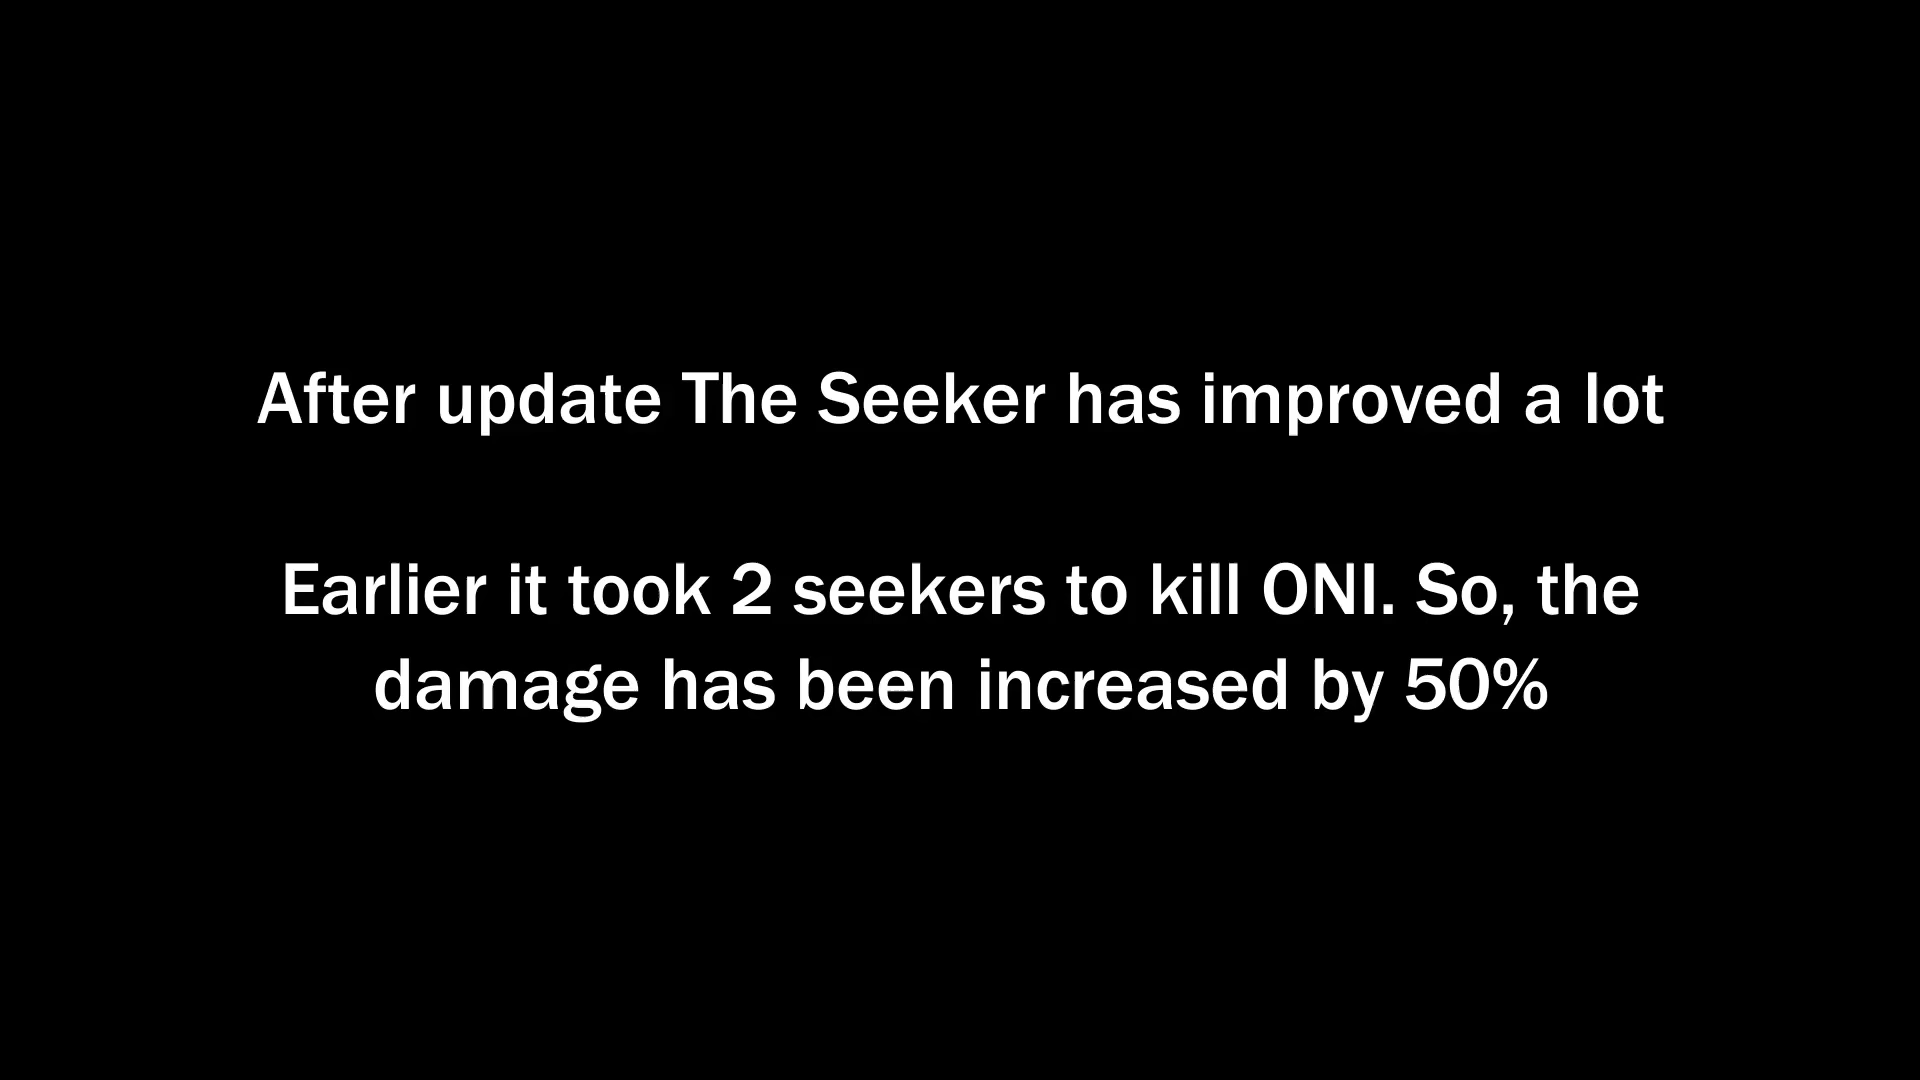 After update The Seeker has improved a lot
Earlier it took 2 seekers to kill ONI. So, the
damage has been increased by 50%